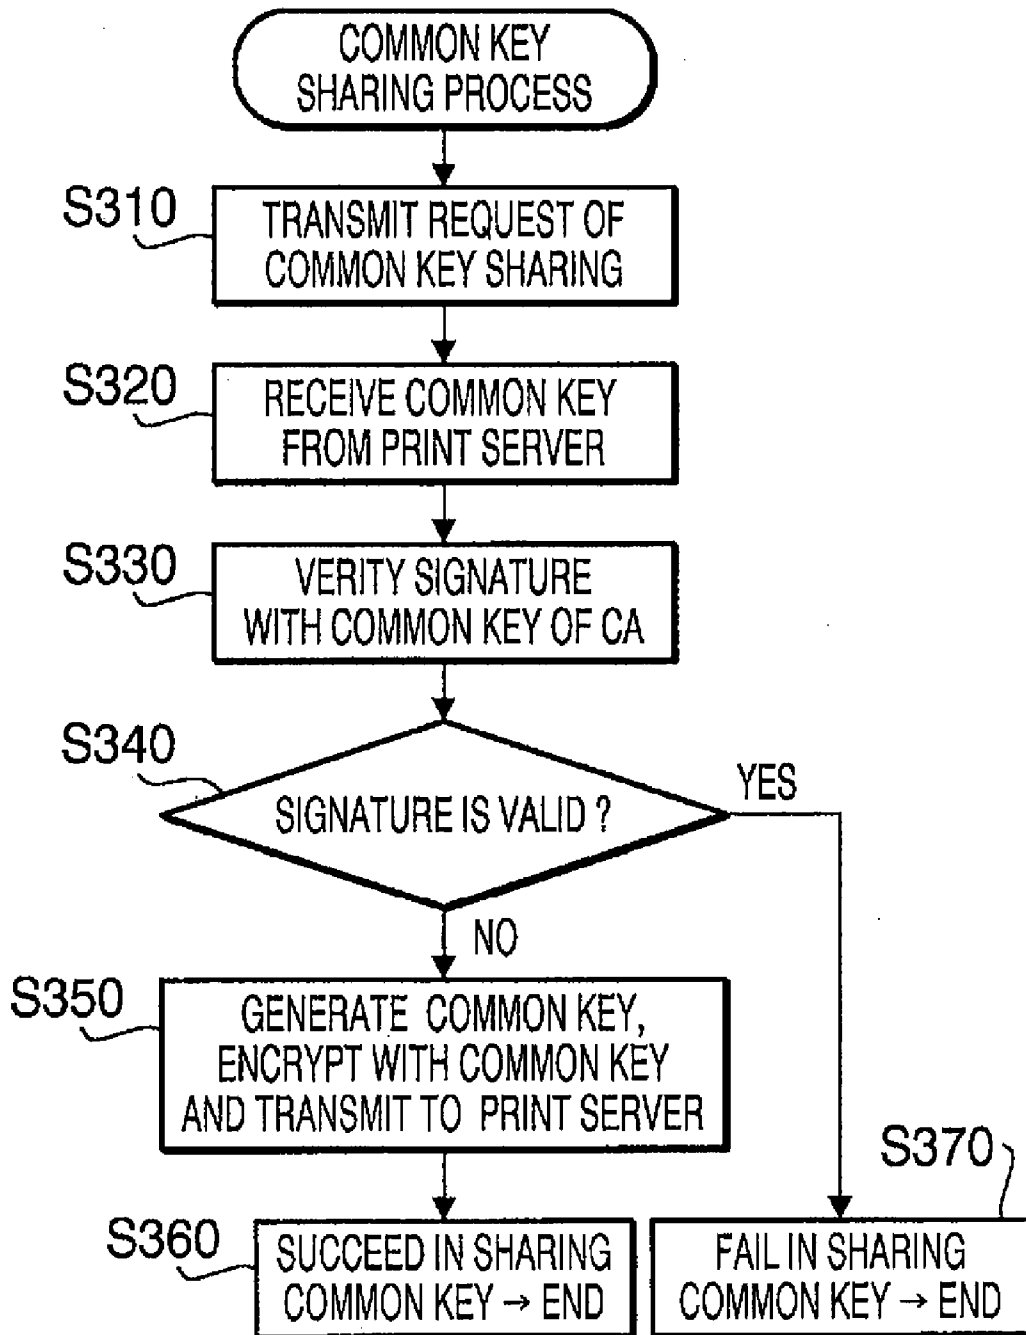 COMMON KEY
SHARING PROCESS
S310
TRANSMIT REQUEST OF
COMMON KEY SHARING
S320
RECEIVE COMMON KEY
FROM PRINT SERVER
S330
VERITY SIGNATURE
WITH COMMON KEY OF CA
S340
SIGNATURE IS VALID ?
YES
NO
S350
GENERATE COMMON KEY,
ENCRYPT WITH COMMON KEY
AND TRANSMIT TO PRINT SERVER
S360
SUCCEED IN SHARING
COMMON KEY → END
S370
FAIL IN SHARING
COMMON KEY → END